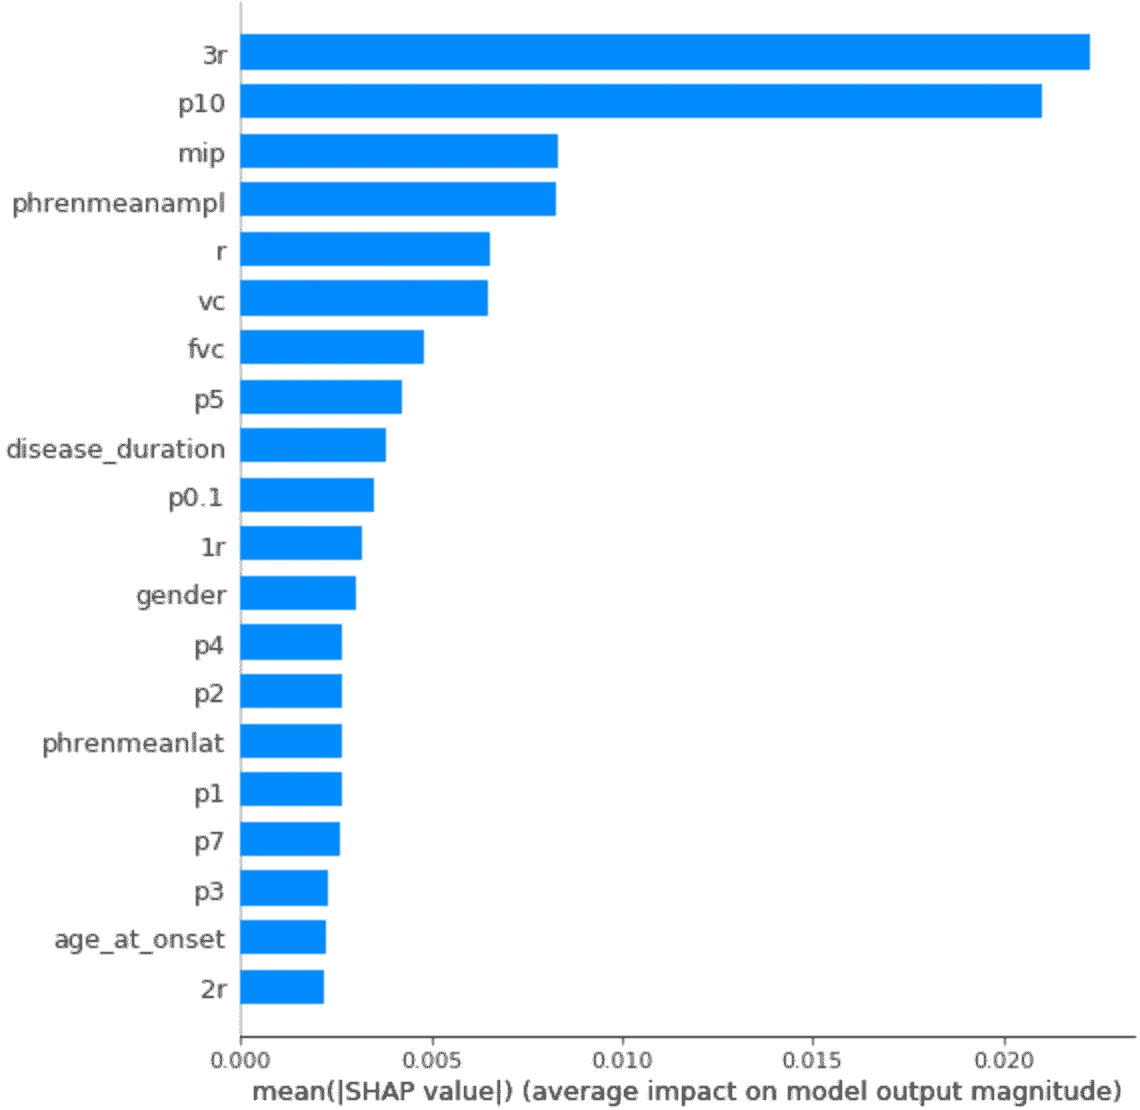 3r
p10
mip
phrenmeanampl
r
vc
fvc
p5
disease_duration
p0.1
1r
gender
p4
p2
phrenmeanlat
p1
p7
p3
age_at_onset
2r
0.000 0.005 0.010 0.015 0.020
mean(|SHAP value|) (average impact on model output magnitude)